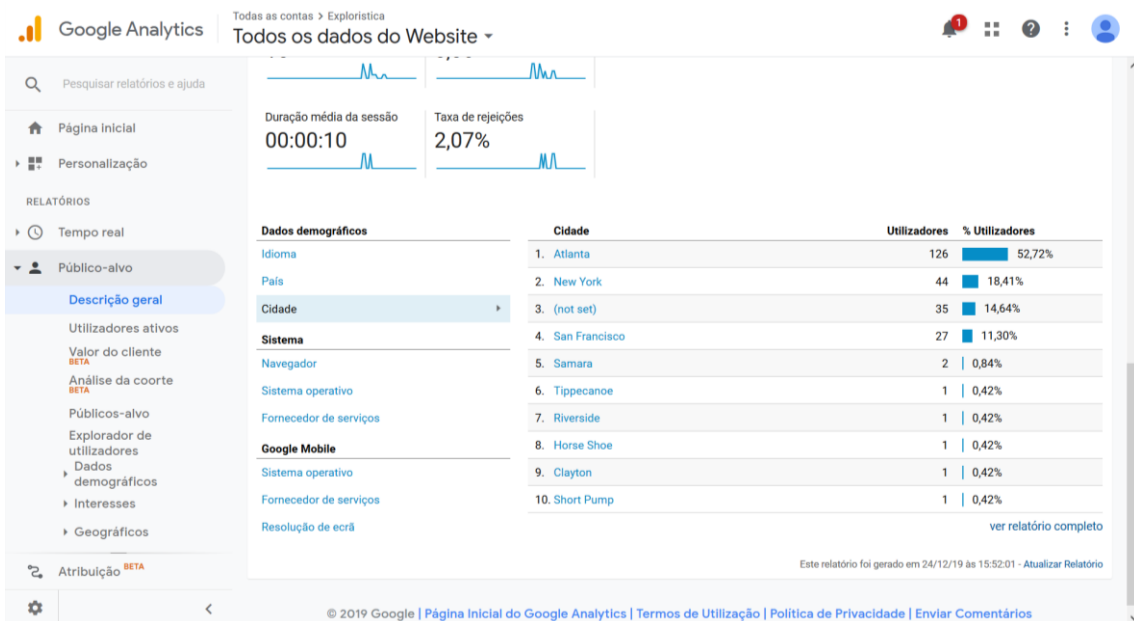 Google Analytics
Todas as contas > Exploristica
Todos os dados do Website
1
Pesquisar relatórios e ajuda
Página inicial
Personalização
RELATÓRIOS
Tempo real
Público-alvo
Descrição geral
Utilizadores ativos
Valor do cliente
BETA
Análise da coorte
BETA
Públicos-alvo
Explorador de
utilizadores
Dados
demográficos
Interesses
Geográficos
Atribuição BETA
Duração média da sessão
00:00:10
Taxa de rejeições
2,07%
Dados demográficos
Idioma
País
Cidade
Sistema
Navegador
Sistema operativo
Fornecedor de serviços
Google Mobile
Sistema operativo
Fornecedor de serviços
Resolução de ecrã
Cidade Utilizadores % Utilizadores
1. Atlanta 126 52,72%
2. New York 44 18,41%
3. (not set) 35 14,64%
4. San Francisco 27 11,30%
5. Samara 2 0,84%
6. Tippecanoe 1 0,42%
7. Riverside 1 0,42%
8. Horse Shoe 1 0,42%
9. Clayton 1 0,42%
10. Short Pump 1 0,42%
ver relatório completo
Este relatório foi gerado em 24/12/19 às 15:52:01 - Atualizar Relatório
© 2019 Google | Página Inicial do Google Analytics | Termos de Utilização | Política de Privacidade | Enviar Comentários